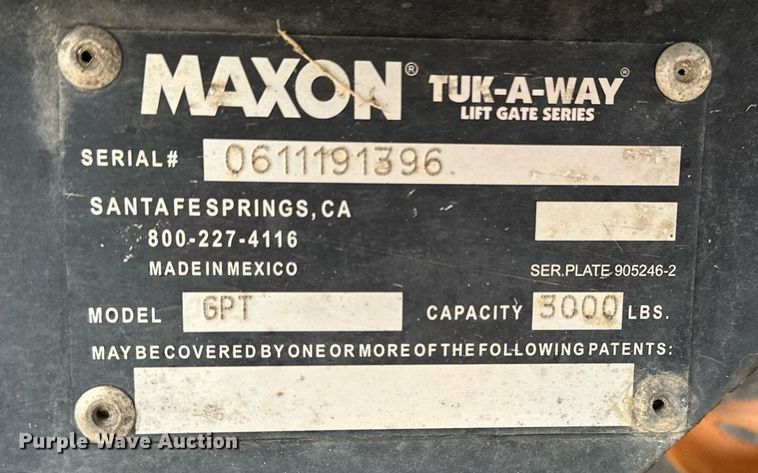 MAXON® TUK-A-WAY®
LIFT GATE SERIES
SERIAL# 0611191396
SANTA FE SPRINGS, CA
800-227-4116
MADE IN MEXICO
SER. PLATE 905246-2
MODEL GPT CAPACITY 3000 LBS.
MAY BE COVERED BY ONE OR MORE OF THE FOLLOWING PATENTS:
Purple Wave Auction